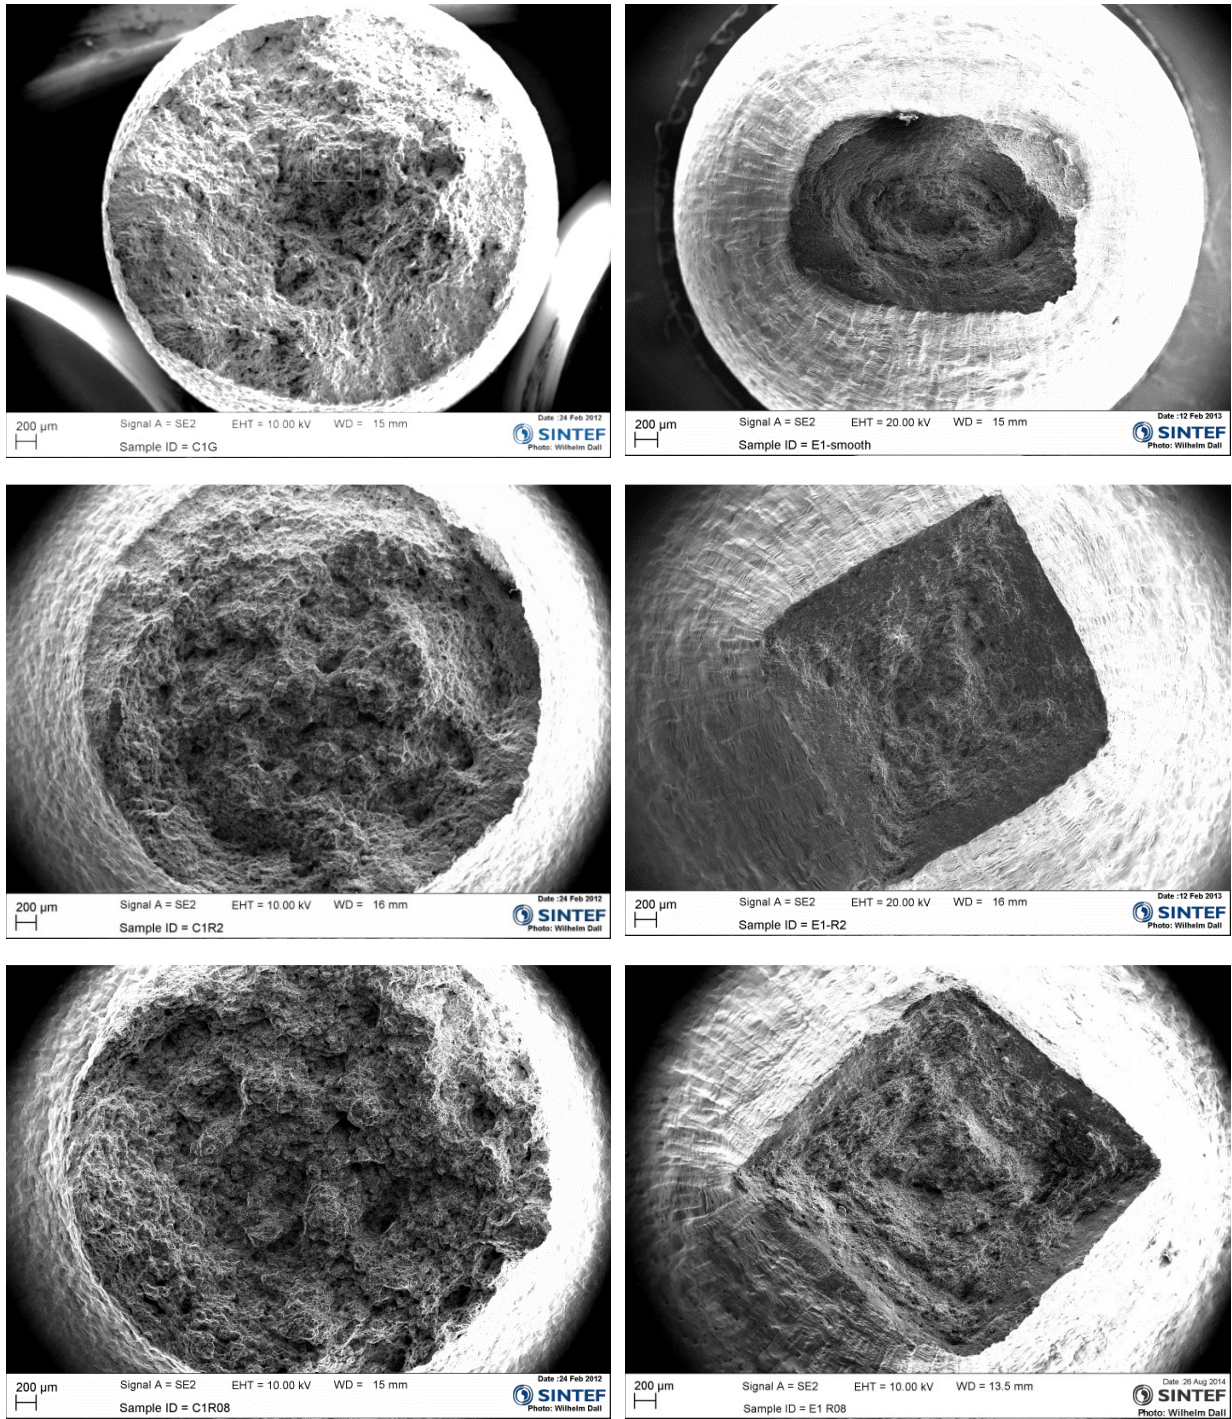 200 µm Signal A = SE2 EHT = 10.00 kV WD = 15 mm Date :24 Feb 2012
Sample ID = C1G SINTEF
Photo: Wilhelm Dall
200 µm Signal A = SE2 EHT = 20.00 kV WD = 15 mm Date :12 Feb 2013
Sample ID = E1-smooth SINTEF
Photo: Wilhelm Dall
200 µm Signal A = SE2 EHT = 10.00 kV WD = 16 mm Date :24 Feb 2012
Sample ID = C1R2 SINTEF
Photo: Wilhelm Dall
200 µm Signal A = SE2 EHT = 20.00 kV WD = 16 mm Date :12 Feb 2013
Sample ID = E1-R2 SINTEF
Photo: Wilhelm Dall
200 µm Signal A = SE2 EHT = 10.00 kV WD = 15 mm Date :24 Feb 2012
Sample ID = C1R08 SINTEF
Photo: Wilhelm Dall
200 µm Signal A = SE2 EHT = 10.00 kV WD = 13.5 mm Date :26 Aug 2014
Sample ID = E1 R08 SINTEF
Photo: Wilhelm Dall